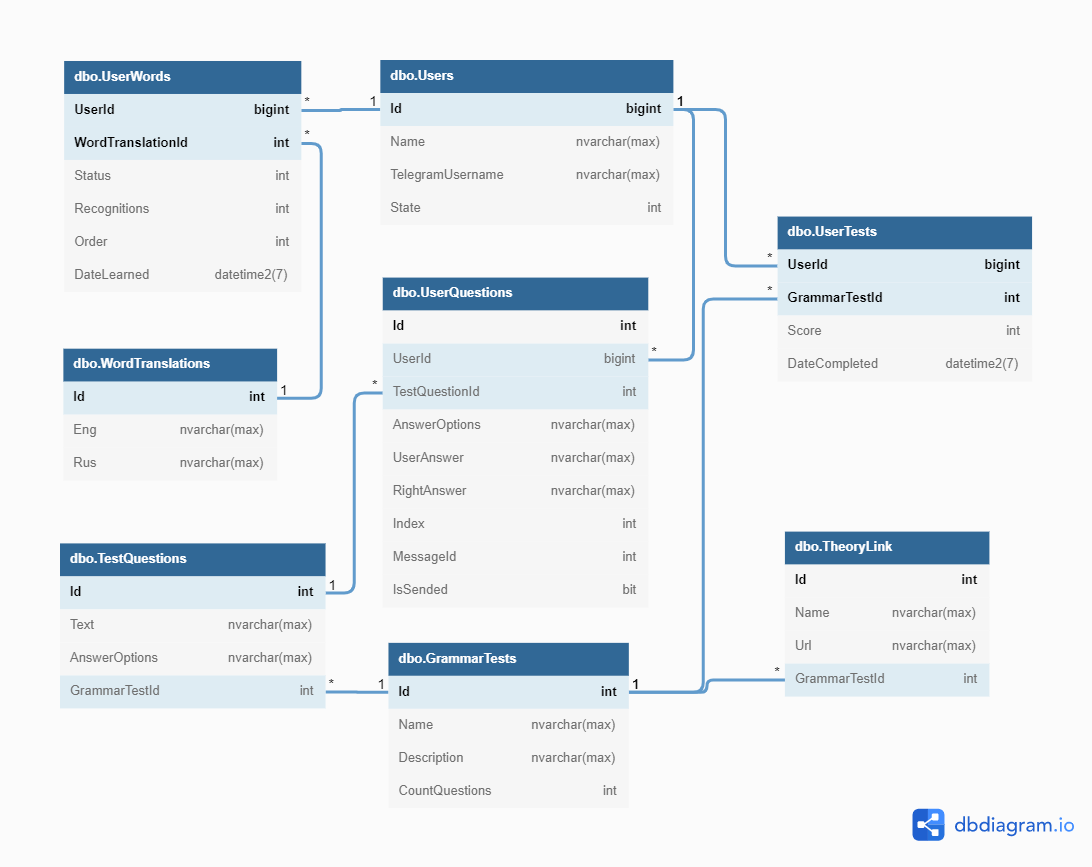 dbo.UserWords
UserId bigint
WordTranslationId int
Status int
Recognitions int
Order int
DateLearned datetime2(7)
* 1
*
dbo.Users
Id bigint
Name nvarchar(max)
TelegramUsername nvarchar(max)
State int
1
dbo.UserTests
* UserId bigint
* GrammarTestId int
Score int
DateCompleted datetime2(7)
dbo.UserQuestions
Id int
UserId bigint *
* TestQuestionId int
AnswerOptions nvarchar(max)
UserAnswer nvarchar(max)
RightAnswer nvarchar(max)
Index int
MessageId int
IsSended bit
dbo.WordTranslations
Id int 1
Eng nvarchar(max)
Rus nvarchar(max)
dbo.TestQuestions
Id int 1
Text nvarchar(max)
AnswerOptions nvarchar(max)
GrammarTestId int * 1
dbo.GrammarTests
Id int 1
Name nvarchar(max)
Description nvarchar(max)
CountQuestions int
dbo.TheoryLink
Id int
Name nvarchar(max)
Url nvarchar(max)
* GrammarTestId int
dbdiagram.io